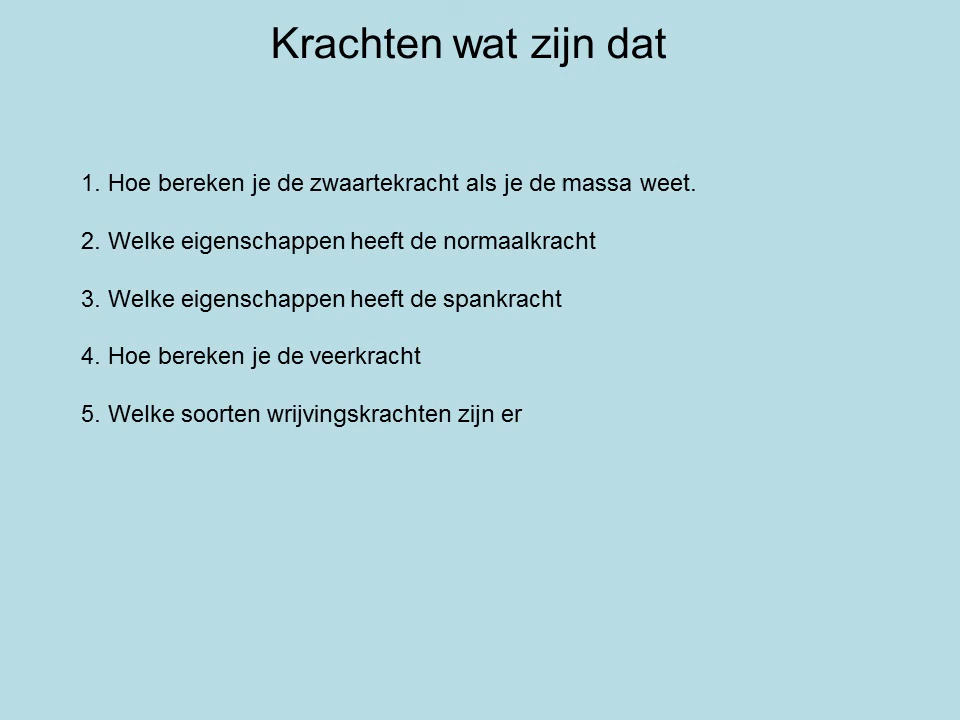 Krachten wat zijn dat
1. Hoe bereken je de zwaartekracht als je de massa weet.
2. Welke eigenschappen heeft de normaalkracht
3. Welke eigenschappen heeft de spankracht
4. Hoe bereken je de veerkracht
5. Welke soorten wrijvingskrachten zijn er